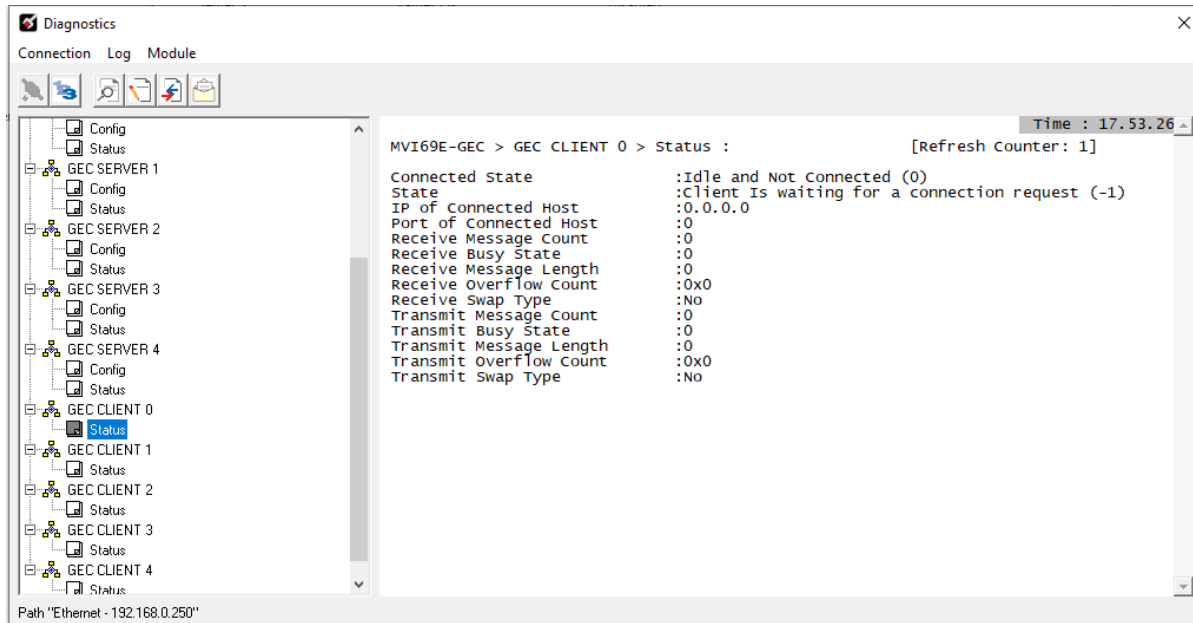 Diagnostics
Connection Log Module
Config
Status
GEC SERVER 1
Config
Status
GEC SERVER 2
Config
Status
GEC SERVER 3
Config
Status
GEC SERVER 4
Config
Status
GEC CLIENT 0
Status
GEC CLIENT 1
Status
GEC CLIENT 2
Status
GEC CLIENT 3
Status
GEC CLIENT 4
Status
Time : 17.53.26
MVI69E-GEC > GEC CLIENT 0 > Status : [Refresh Counter: 1]
Connected State :Idle and Not Connected (0)
State :Client Is waiting for a connection request (-1)
IP of Connected Host :0.0.0.0
Port of Connected Host :0
Receive Message Count :0
Receive Busy State :0
Receive Message Length :0
Receive Overflow Count :0x0
Receive Swap Type :No
Transmit Message Count :0
Transmit Busy State :0
Transmit Message Length :0
Transmit Overflow Count :0x0
Transmit Swap Type :No
Path "Ethernet - 192.168.0.250"